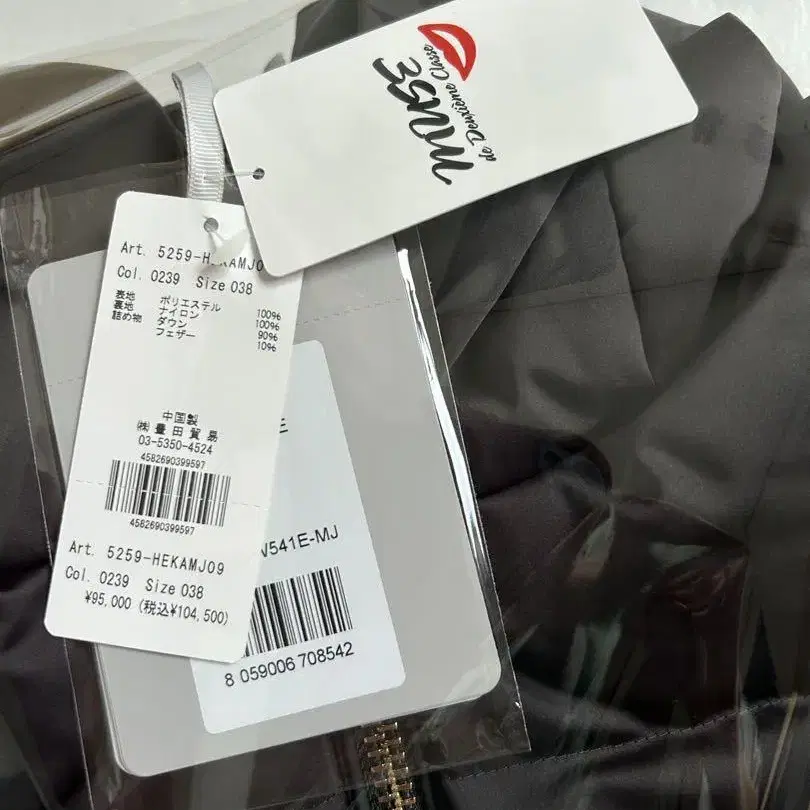 MUSE
de Deuxième Classe
Art. 5259-HEKAMJ0
Col. 0239 Size 038
表地 ポリエステル 100%
裏地 ナイロン 100%
詰め物 ダウン 90%
フェザー 10%
中国製
㈱豊田貿易
03-5350-4524
4582690399597
4582690399597
Art. 5259-HEKAMJ09
Col. 0239 Size 038
¥95,000 (税込¥104,500)
E
W541E-MJ
8 059006 708542